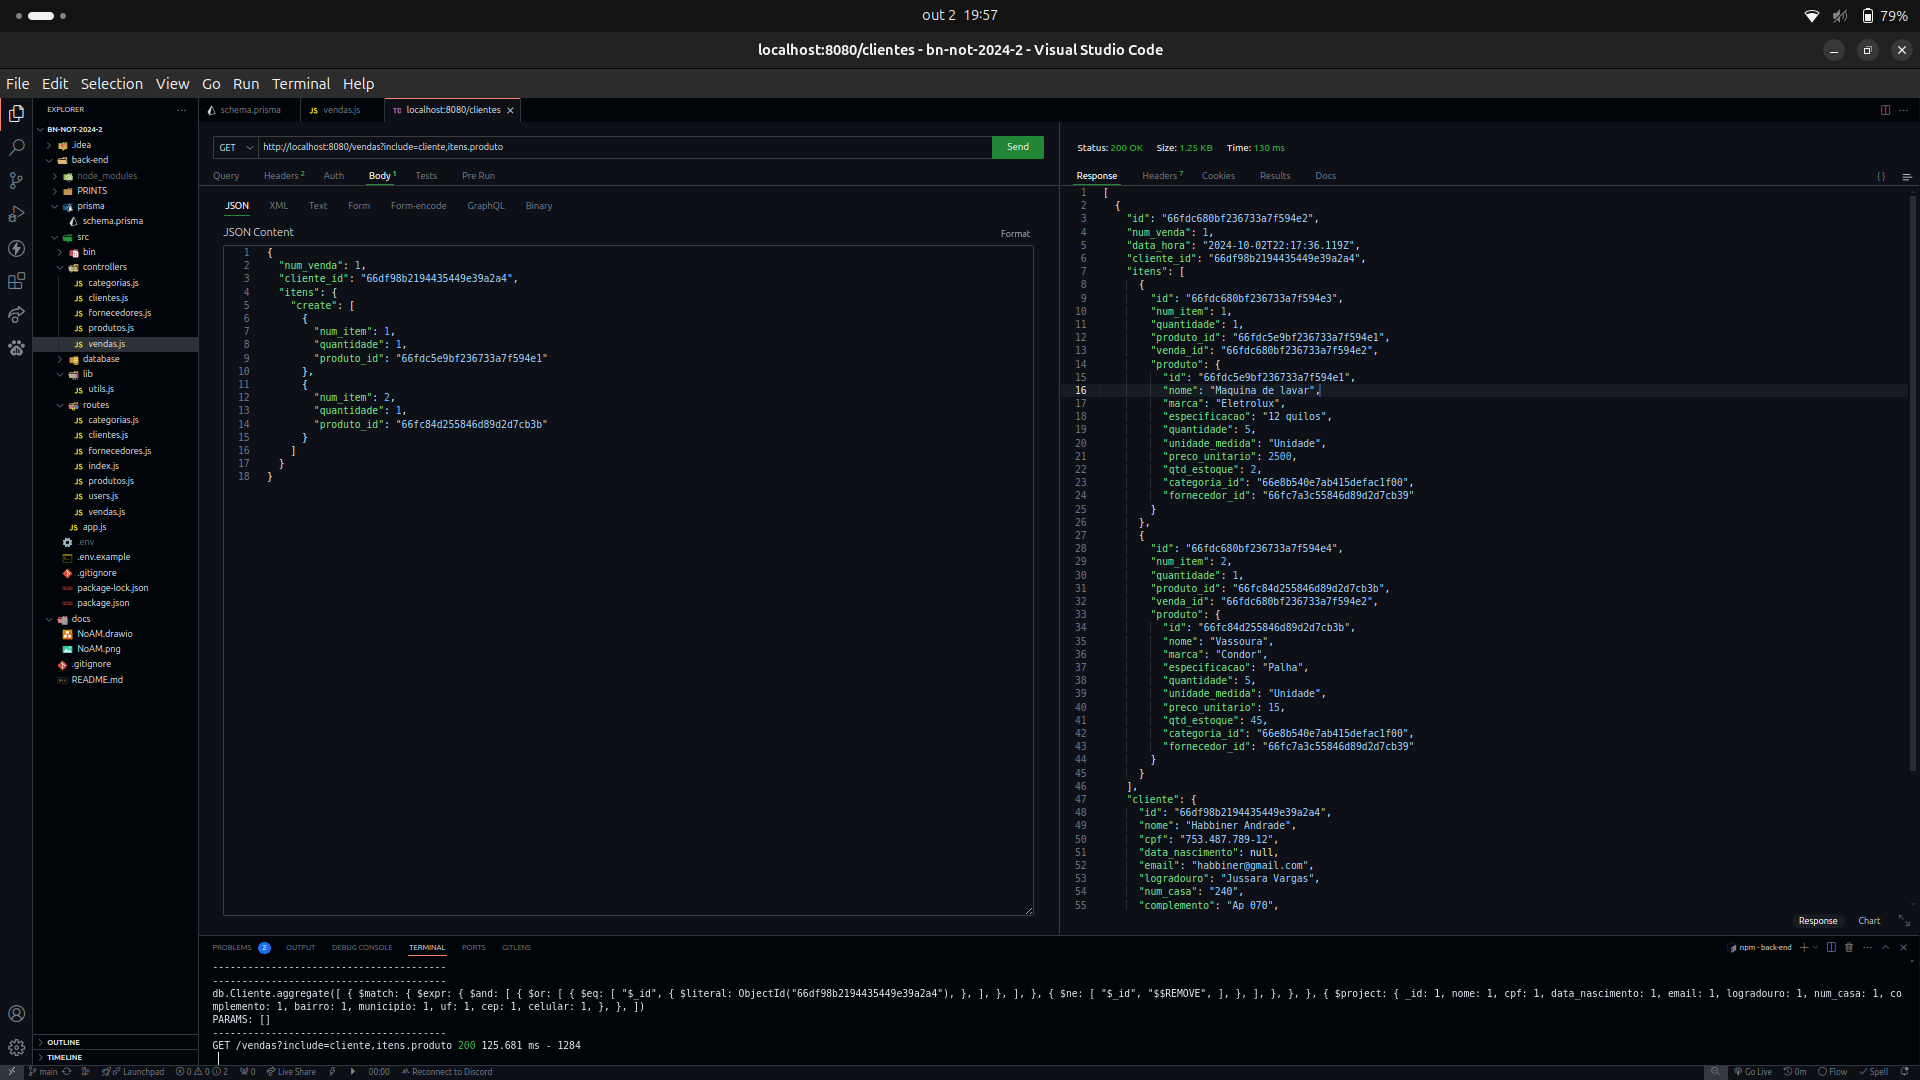 out 2 19:57
79%
localhost:8080/clientes - bn-not-2024-2 - Visual Studio Code
File Edit Selection View Go Run Terminal Help
EXPLORER
BN-NOT-2024-2
.idea
back-end
node_modules
PRINTS
prisma
schema.prisma
src
bin
controllers
JS categorias.js
JS clientes.js
JS fornecedores.js
JS produtos.js
JS vendas.js
database
lib
JS utils.js
routes
JS categorias.js
JS clientes.js
JS fornecedores.js
JS index.js
JS produtos.js
JS users.js
JS vendas.js
JS app.js
.env
.env.example
.gitignore
package-lock.json
package.json
docs
NoAM.drawio
NoAM.png
.gitignore
README.md
OUTLINE
TIMELINE
schema.prisma JS vendas.js TC localhost:8080/clientes
GET http://localhost:8080/vendas?include=cliente,itens.produto Send
Query Headers 2 Auth Body 1 Tests Pre Run
JSON XML Text Form Form-encode GraphQL Binary
JSON Content Format
1 {
2 "num_venda": 1,
3 "cliente_id": "66df98b2194435449e39a2a4",
4 "itens": {
5 "create": [
6 {
7 "num_item": 1,
8 "quantidade": 1,
9 "produto_id": "66fdc5e9bf236733a7f594e1"
10 },
11 {
12 "num_item": 2,
13 "quantidade": 1,
14 "produto_id": "66fc84d255846d89d2d7cb3b"
15 }
16 ]
17 }
18 }
Status: 200 OK Size: 1.25 KB Time: 130 ms
Response Headers 7 Cookies Results Docs { }
1 [
2 {
3 "id": "66fdc680bf236733a7f594e2",
4 "num_venda": 1,
5 "data_hora": "2024-10-02T22:17:36.119Z",
6 "cliente_id": "66df98b2194435449e39a2a4",
7 "itens": [
8 {
9 "id": "66fdc680bf236733a7f594e3",
10 "num_item": 1,
11 "quantidade": 1,
12 "produto_id": "66fdc5e9bf236733a7f594e1",
13 "venda_id": "66fdc680bf236733a7f594e2",
14 "produto": {
15 "id": "66fdc5e9bf236733a7f594e1",
16 "nome": "Maquina de lavar",
17 "marca": "Eletrolux",
18 "especificacao": "12 quilos",
19 "quantidade": 5,
20 "unidade_medida": "Unidade",
21 "preco_unitario": 2500,
22 "qtd_estoque": 2,
23 "categoria_id": "66e8b540e7ab415defac1f00",
24 "fornecedor_id": "66fc7a3c55846d89d2d7cb39"
25 }
26 },
27 {
28 "id": "66fdc680bf236733a7f594e4",
29 "num_item": 2,
30 "quantidade": 1,
31 "produto_id": "66fc84d255846d89d2d7cb3b",
32 "venda_id": "66fdc680bf236733a7f594e2",
33 "produto": {
34 "id": "66fc84d255846d89d2d7cb3b",
35 "nome": "Vassoura",
36 "marca": "Condor",
37 "especificacao": "Palha",
38 "quantidade": 5,
39 "unidade_medida": "Unidade",
40 "preco_unitario": 15,
41 "qtd_estoque": 45,
42 "categoria_id": "66e8b540e7ab415defac1f00",
43 "fornecedor_id": "66fc7a3c55846d89d2d7cb39"
44 }
45 }
46 ],
47 "cliente": {
48 "id": "66df98b2194435449e39a2a4",
49 "nome": "Habbiner Andrade",
50 "cpf": "753.487.789-12",
51 "data_nascimento": null,
52 "email": "habbiner@gmail.com",
53 "logradouro": "Jussara Vargas",
54 "num_casa": "240",
55 "complemento": "Ap 070",
Response Chart
PROBLEMS 2 OUTPUT DEBUG CONSOLE TERMINAL PORTS GITLENS npm - back-end
----------------------------------------
----------------------------------------
db.Cliente.aggregate([ { $match: { $expr: { $and: [ { $or: [ { $eq: [ "$_id", { $literal: ObjectId("66df98b2194435449e39a2a4"), }, ], }, ], }, { $ne: [ "$_id", "$$REMOVE", ], }, ], }, }, }, { $project: { _id: 1, nome: 1, cpf: 1, data_nascimento: 1, email: 1, logradouro: 1, num_casa: 1, co
mplemento: 1, bairro: 1, municipio: 1, uf: 1, cep: 1, celular: 1, }, }, ])
PARAMS: []
----------------------------------------
GET /vendas?include=cliente,itens.produto 200 125.681 ms - 1284
main Launchpad 0 0 2 0 Live Share 00:00 Reconnect to Discord Go Live 0m Flow Spell